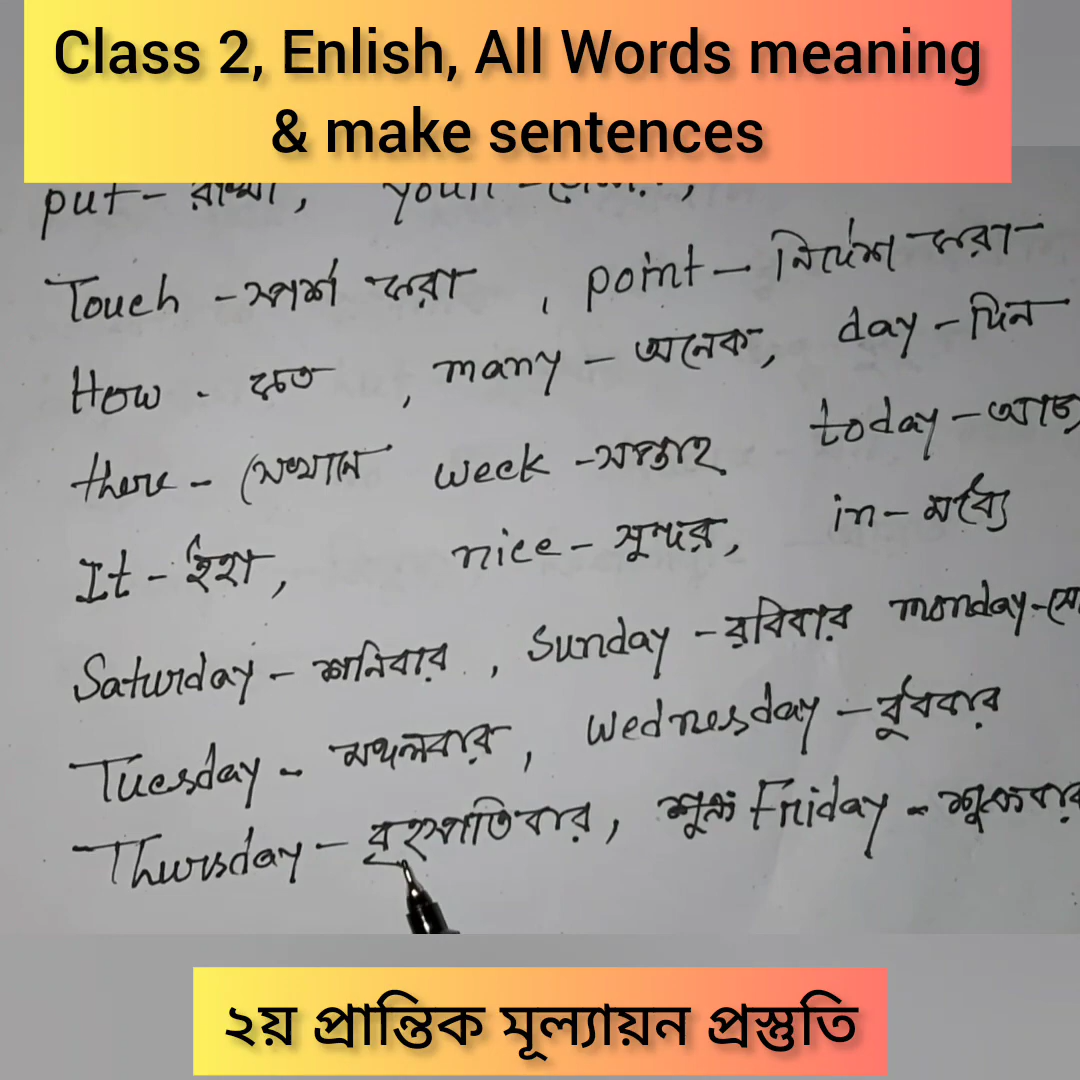 Class 2, Enlish, All Words meaning
& make sentences
put - রাখা,
Touch - স্পর্শ করা, point - নির্দেশ করা
How - কত, many - অনেক, day - দিন
there - সেখানে week - সপ্তাহ today - আজ
It - ইহা, nice - সুন্দর, in - মধ্যে
Saturday - শনিবার, Sunday - রবিবার monday - সো
Tuesday - মঙ্গলবার, Wednesday - বুধবার
Thursday - বৃহস্পতিবার, Friday - শুক্রবার
২য় প্রান্তিক মূল্যায়ন প্রস্তুতি